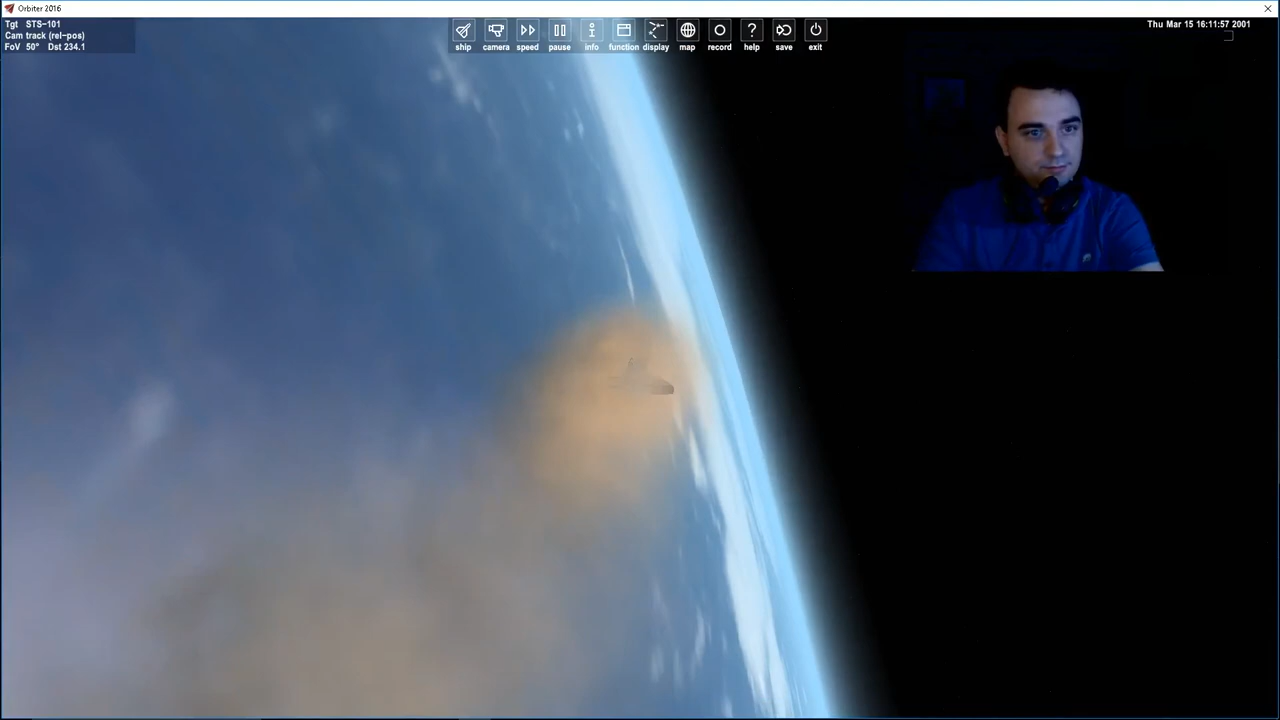 Orbiter 2016
Tgt STS-101
Cam track (rel-pos)
FoV 50° Dst 234.1
ship camera speed pause info function display map record help save exit
Thu Mar 15 16:11:57 2001